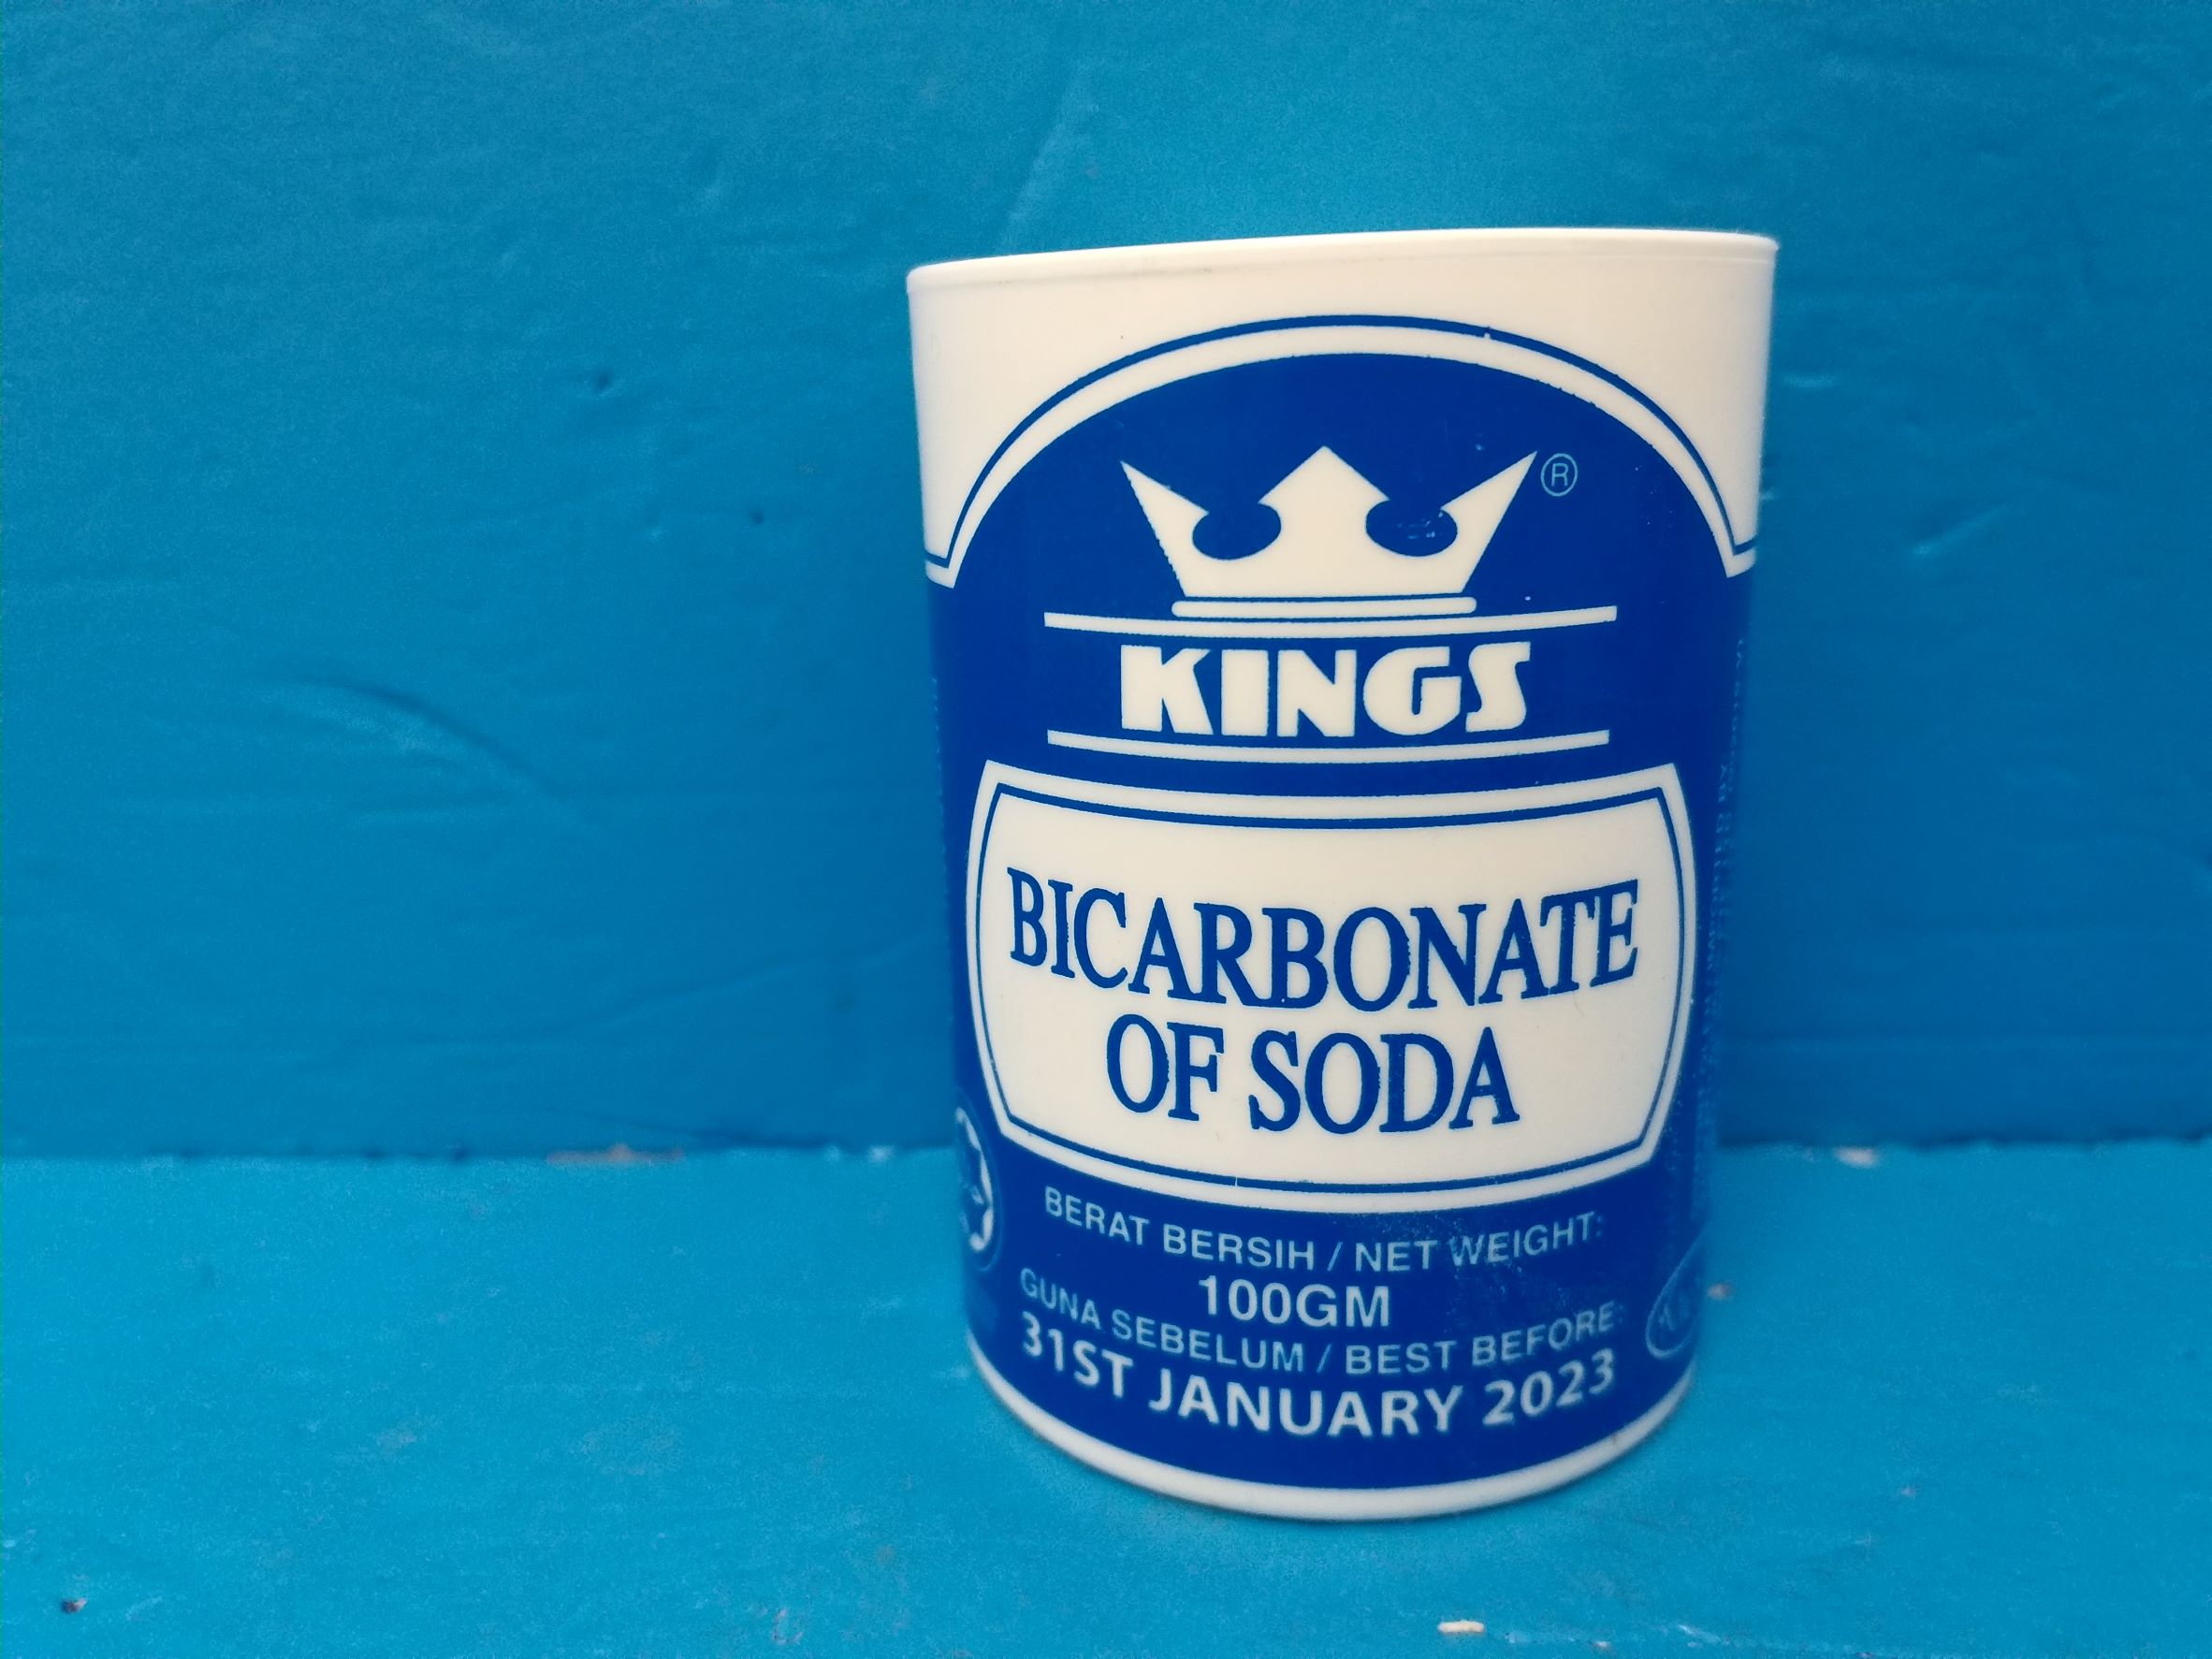 ®
KINGS
BICARBONATE
OF SODA
BERAT BERSIH / NET WEIGHT:
100GM
GUNA SEBELUM / BEST BEFORE:
31ST JANUARY 2023